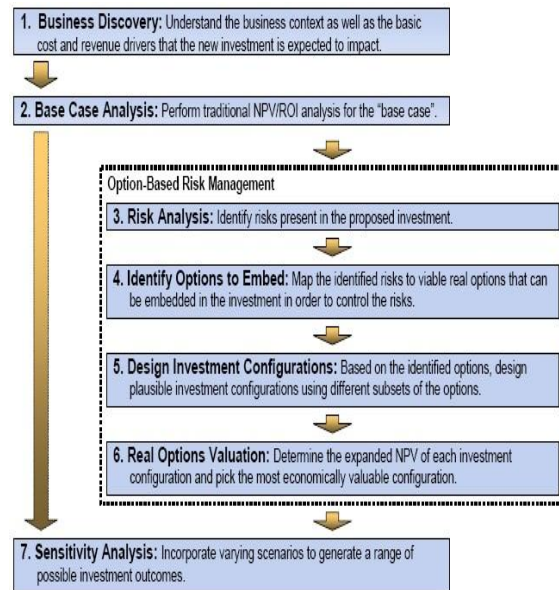 1. Business Discovery: Understand the business context as well as the basic
cost and revenue drivers that the new investment is expected to impact.
2. Base Case Analysis: Perform traditional NPV/ROI analysis for the “base case”.
Option-Based Risk Management
3. Risk Analysis: Identify risks present in the proposed investment.
4. Identify Options to Embed: Map the identified risks to viable real options that can
be embedded in the investment in order to control the risks.
5. Design Investment Configurations: Based on the identified options, design
plausible investment configurations using different subsets of the options.
6. Real Options Valuation: Determine the expanded NPV of each investment
configuration and pick the most economically valuable configuration.
7. Sensitivity Analysis: Incorporate varying scenarios to generate a range of
possible investment outcomes.